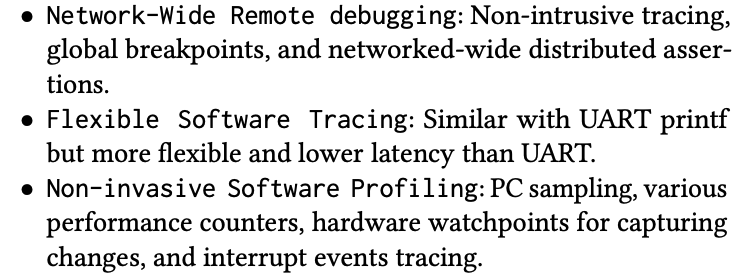 • Network-Wide Remote debugging: Non-intrusive tracing,
global breakpoints, and networked-wide distributed asser-
tions.
• Flexible Software Tracing: Similar with UART printf
but more flexible and lower latency than UART.
• Non-invasive Software Profiling: PC sampling, various
performance counters, hardware watchpoints for capturing
changes, and interrupt events tracing.